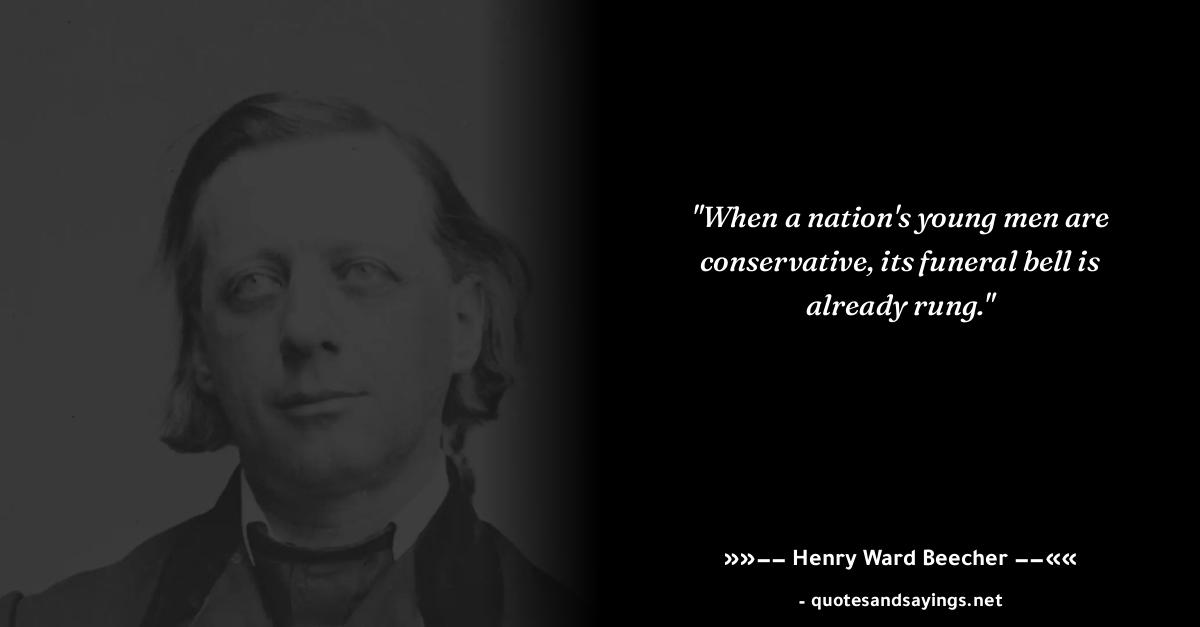 "When a nation's young men are
conservative, its funeral bell is
already rung."
»»−− Henry Ward Beecher −−««
- quotesandsayings.net